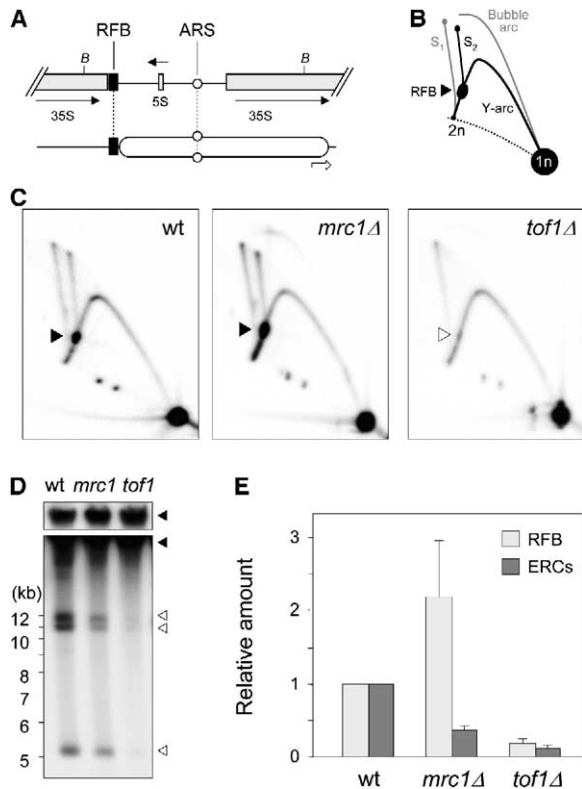 A
RFB ARS
B B
35S 5S 35S
B
Bubble
arc
S1 S2
RFB
Y-arc
2n
1n
C
wt mrc1Δ tof1Δ
D
wt mrc1 tof1
(kb)
12
10
8
7
6
5
E
Relative amount
3
2
1
0
RFB
ERCs
wt mrc1Δ tof1Δ